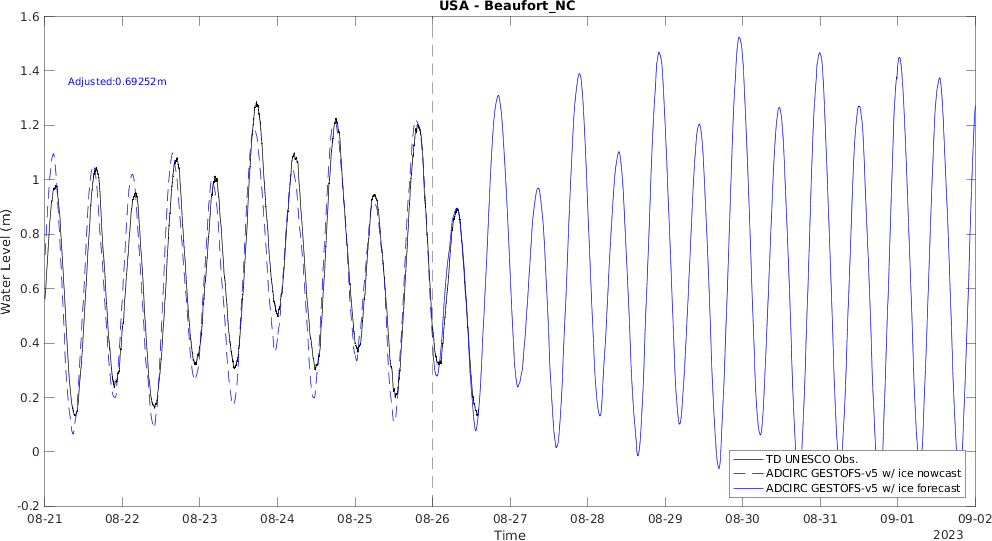 USA - Beaufort_NC
Adjusted:0.69252m
Water Level (m)
1.6
1.4
1.2
1
0.8
0.6
0.4
0.2
0
-0.2
08-21 08-22 08-23 08-24 08-25 08-26 08-27 08-28 08-29 08-30 08-31 09-01 09-02
Time
2023
TD UNESCO Obs.
ADCIRC GESTOFS-v5 w/ ice nowcast
ADCIRC GESTOFS-v5 w/ ice forecast